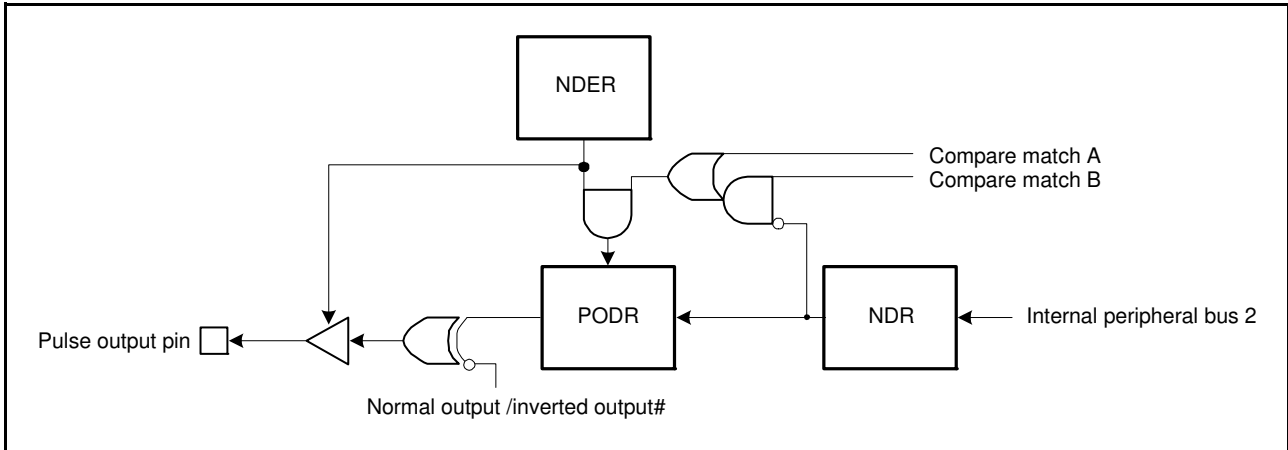 NDER
Compare match A
Compare match B
PODR
NDR
Internal peripheral bus 2
Pulse output pin
Normal output /inverted output#